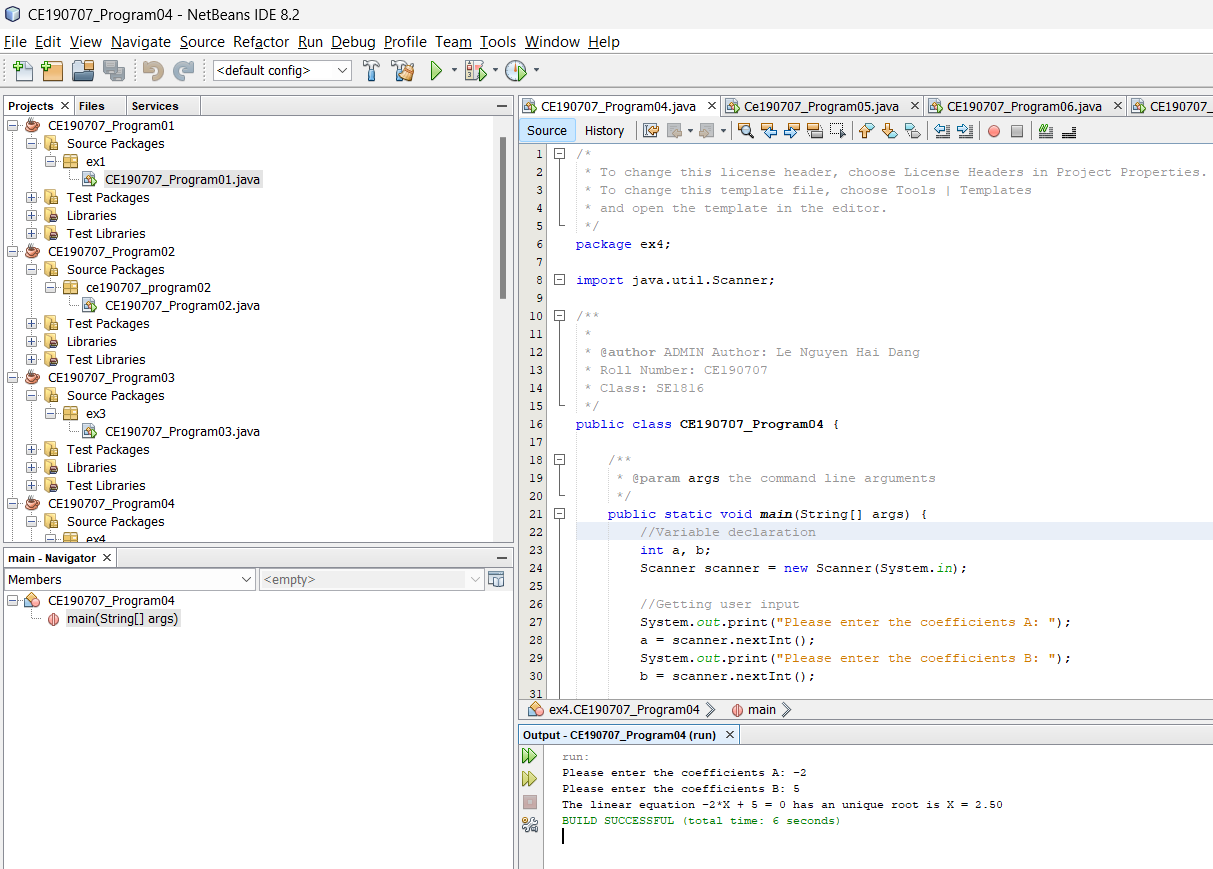 CE190707_Program04 - NetBeans IDE 8.2
File Edit View Navigate Source Refactor Run Debug Profile Team Tools Window Help
<default config>
Projects Files Services
CE190707_Program01
Source Packages
ex1
CE190707_Program01.java
Test Packages
Libraries
Test Libraries
CE190707_Program02
Source Packages
ce190707_program02
CE190707_Program02.java
Test Packages
Libraries
Test Libraries
CE190707_Program03
Source Packages
ex3
CE190707_Program03.java
Test Packages
Libraries
Test Libraries
CE190707_Program04
Source Packages
ex4
main - Navigator
Members <empty>
CE190707_Program04
main(String[] args)
CE190707_Program04.java Ce190707_Program05.java CE190707_Program06.java CE190707_
Source History
1 /*
2 * To change this license header, choose License Headers in Project Properties.
3 * To change this template file, choose Tools | Templates
4 * and open the template in the editor.
5 */
6 package ex4;
7
8 import java.util.Scanner;
9
10 /**
11 *
12 * @author ADMIN Author: Le Nguyen Hai Dang
13 * Roll Number: CE190707
14 * Class: SE1816
15 */
16 public class CE190707_Program04 {
17
18 /**
19 * @param args the command line arguments
20 */
21 public static void main(String[] args) {
22 //Variable declaration
23 int a, b;
24 Scanner scanner = new Scanner(System.in);
25
26 //Getting user input
27 System.out.print("Please enter the coefficients A: ");
28 a = scanner.nextInt();
29 System.out.print("Please enter the coefficients B: ");
30 b = scanner.nextInt();
31
ex4.CE190707_Program04 main
Output - CE190707_Program04 (run)
run:
Please enter the coefficients A: -2
Please enter the coefficients B: 5
The linear equation -2*X + 5 = 0 has an unique root is X = 2.50
BUILD SUCCESSFUL (total time: 6 seconds)